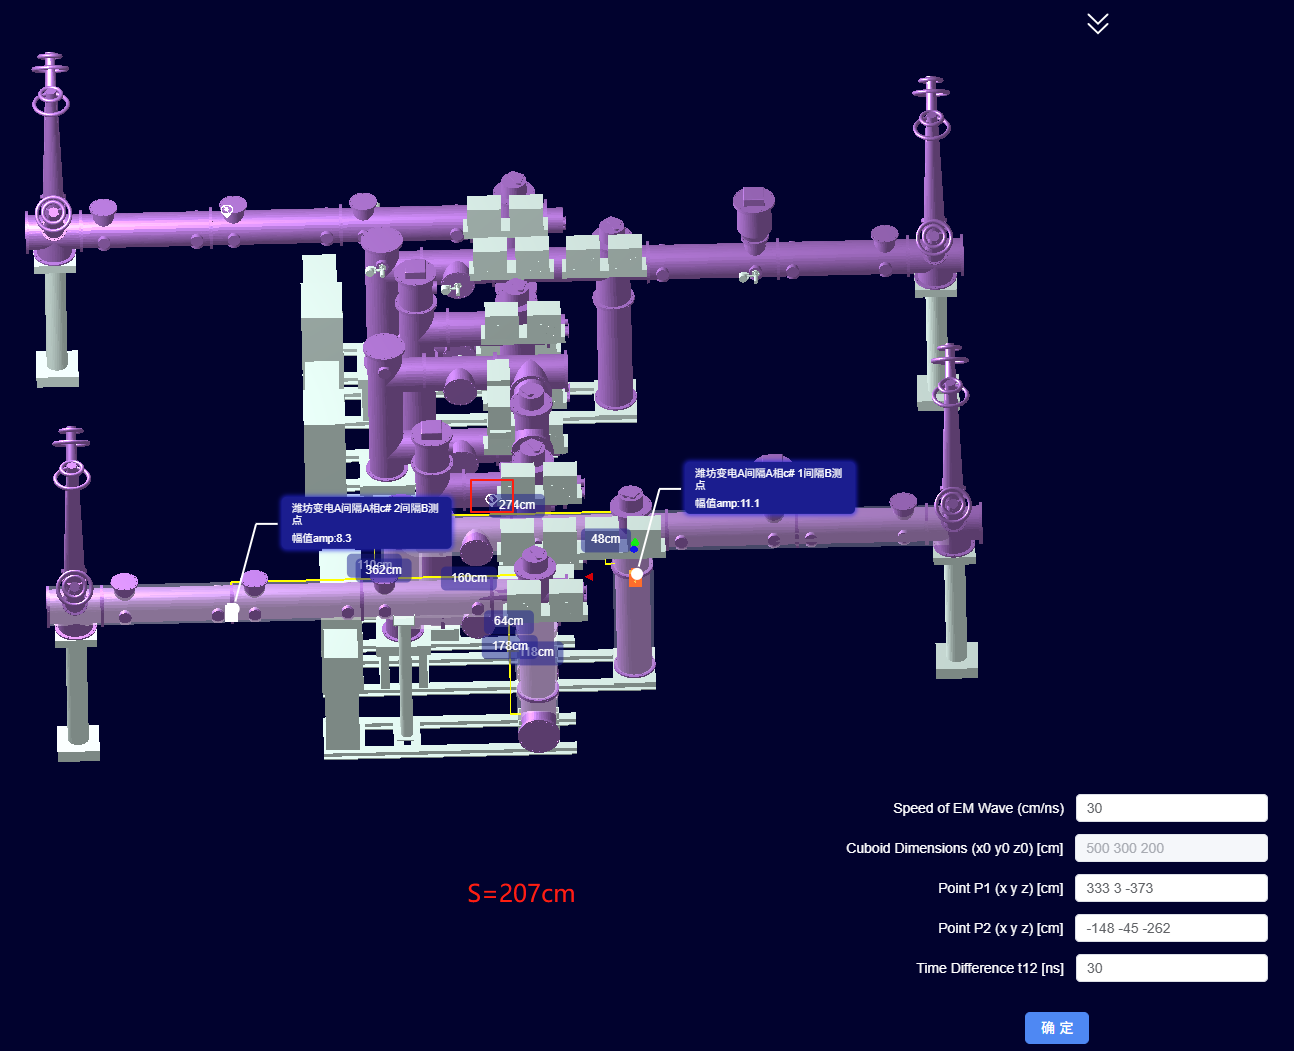 潍坊变电A间隔A相c# 1间隔B测
点
幅值amp:11.1
潍坊变电A间隔A相c# 2间隔B测
点
幅值amp:8.3
274cm
48cm
362cm
160cm
64cm
178cm
118cm
Speed of EM Wave (cm/ns) 30
Cuboid Dimensions (x0 y0 z0) [cm] 500 300 200
S=207cm
Point P1 (x y z) [cm] 333 3 -373
Point P2 (x y z) [cm] -148 -45 -262
Time Difference t12 [ns] 30
确 定